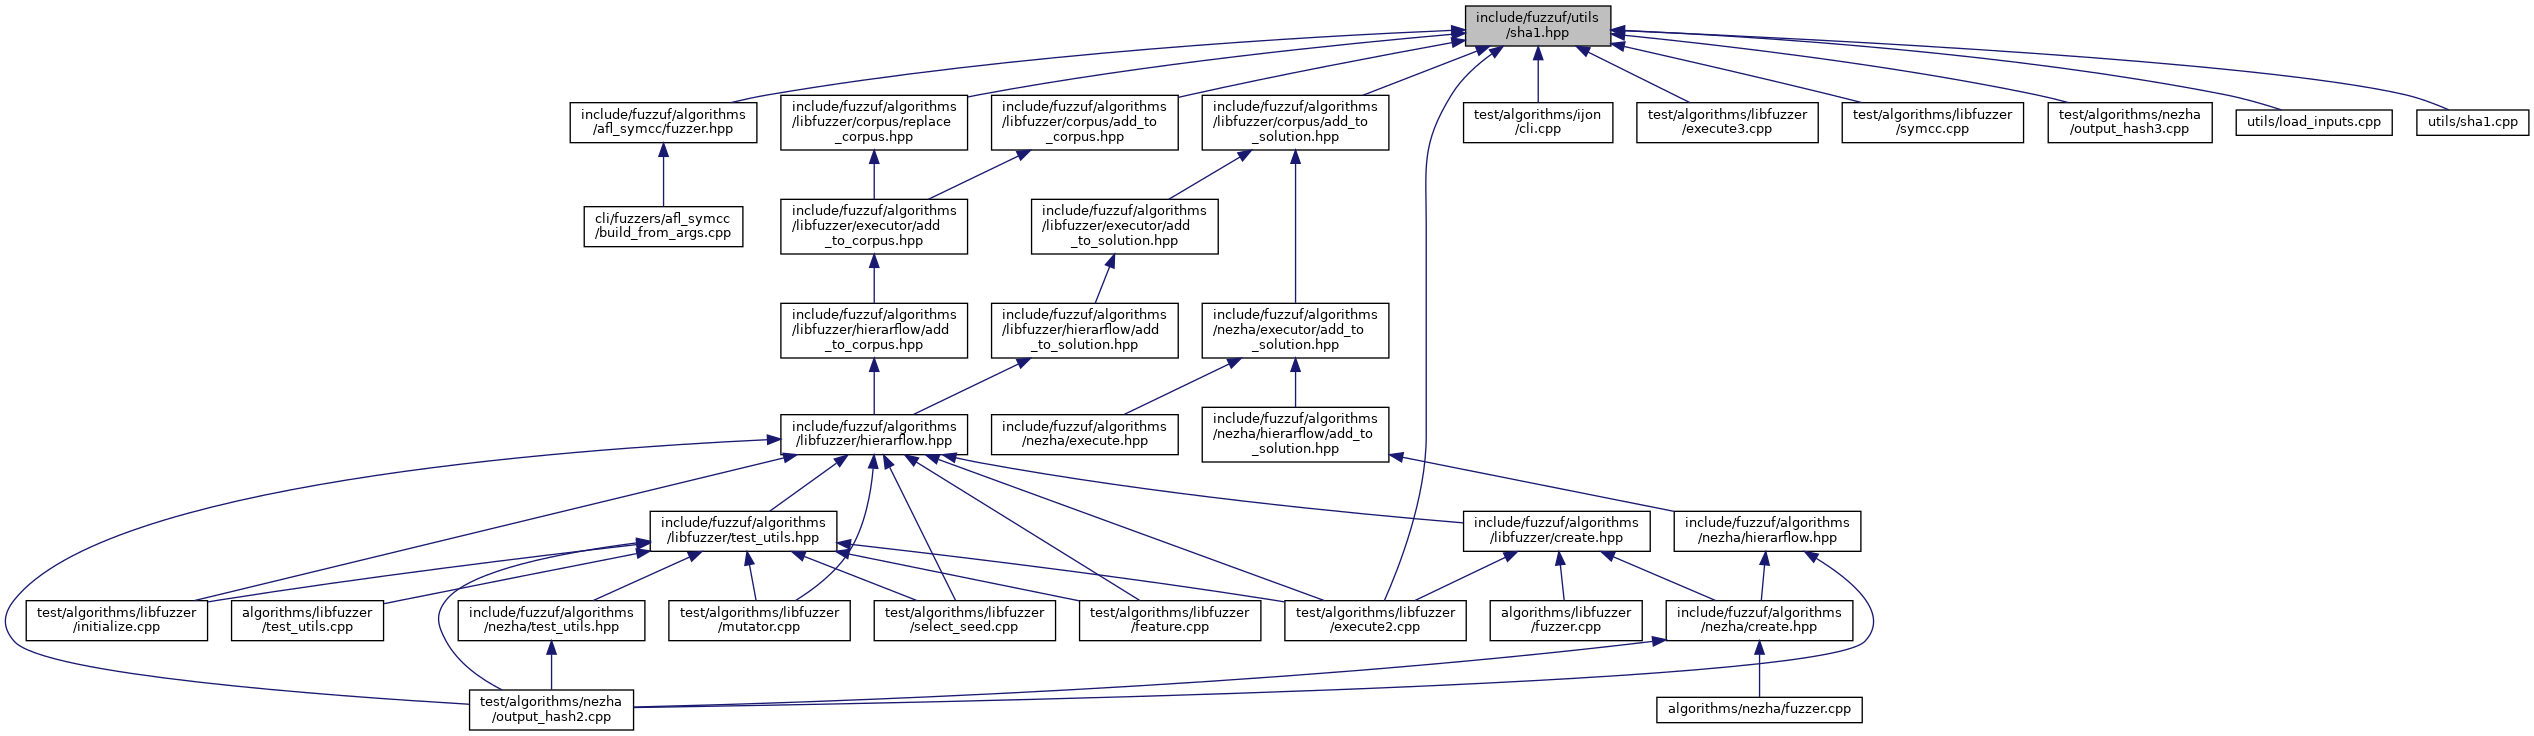 include/fuzzuf/utils
/sha1.hpp
include/fuzzuf/algorithms
/afl_symcc/fuzzer.hpp
include/fuzzuf/algorithms
/libfuzzer/corpus/replace
_corpus.hpp
include/fuzzuf/algorithms
/libfuzzer/corpus/add_to
_corpus.hpp
include/fuzzuf/algorithms
/libfuzzer/corpus/add_to
_solution.hpp
test/algorithms/ijon
/cli.cpp
test/algorithms/libfuzzer
/execute3.cpp
test/algorithms/libfuzzer
/symcc.cpp
test/algorithms/nezha
/output_hash3.cpp
utils/load_inputs.cpp
utils/sha1.cpp
cli/fuzzers/afl_symcc
/build_from_args.cpp
include/fuzzuf/algorithms
/libfuzzer/executor/add
_to_corpus.hpp
include/fuzzuf/algorithms
/libfuzzer/executor/add
_to_solution.hpp
include/fuzzuf/algorithms
/libfuzzer/hierarflow/add
_to_corpus.hpp
include/fuzzuf/algorithms
/libfuzzer/hierarflow/add
_to_solution.hpp
include/fuzzuf/algorithms
/nezha/executor/add_to
_solution.hpp
include/fuzzuf/algorithms
/libfuzzer/hierarflow.hpp
include/fuzzuf/algorithms
/nezha/execute.hpp
include/fuzzuf/algorithms
/nezha/hierarflow/add_to
_solution.hpp
include/fuzzuf/algorithms
/libfuzzer/test_utils.hpp
include/fuzzuf/algorithms
/libfuzzer/create.hpp
include/fuzzuf/algorithms
/nezha/hierarflow.hpp
test/algorithms/libfuzzer
/initialize.cpp
algorithms/libfuzzer
/test_utils.cpp
include/fuzzuf/algorithms
/nezha/test_utils.hpp
test/algorithms/libfuzzer
/mutator.cpp
test/algorithms/libfuzzer
/select_seed.cpp
test/algorithms/libfuzzer
/feature.cpp
test/algorithms/libfuzzer
/execute2.cpp
algorithms/libfuzzer
/fuzzer.cpp
include/fuzzuf/algorithms
/nezha/create.hpp
test/algorithms/nezha
/output_hash2.cpp
algorithms/nezha/fuzzer.cpp